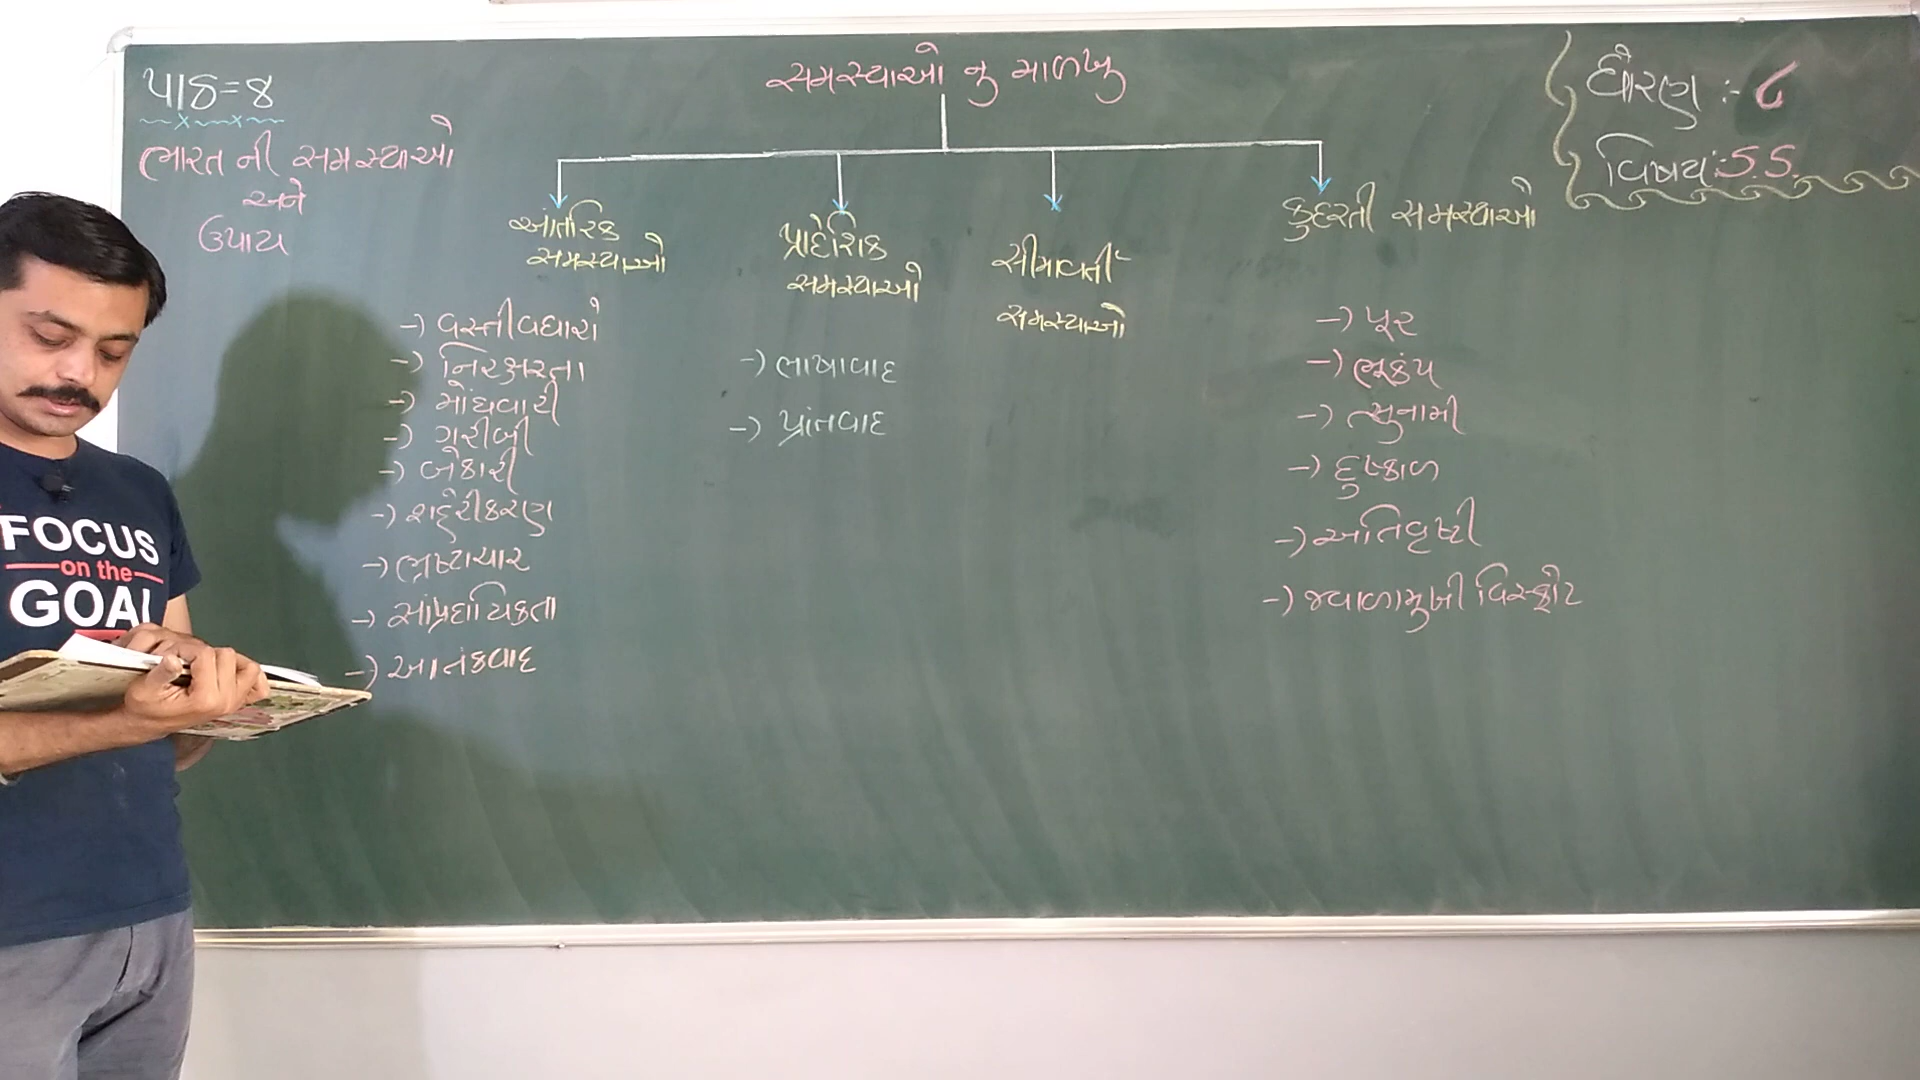 પાઠ=૪
ભારત ની સમસ્યાઓ
અને
ઉપાય
સમસ્યાઓ નુ માળખુ
ધોરણ :- ૮
વિષય:- S.S.
આંતરિક
સમસ્યાઓ
-) વસ્તીવધારો
-) નિરક્ષરતા
-) મોંઘવારી
-) ગરીબી
-) બેકારી
-) શહેરીકરણ
-) ભ્રષ્ટાચાર
-) સાંપ્રદાયિકતા
-) આતંકવાદ
પ્રાદેશિક
સમસ્યાઓ
-) ભાષાવાદ
-) પ્રાંતવાદ
સીમાવર્તી
સમસ્યાઓ
કુદરતી સમસ્યાઓ
-) પૂર
-) ભૂકંપ
-) ત્સુનામી
-) દુષ્કાળ
-) અતિવૃષ્ટી
-) જ્વાળામુખી વિસ્ફોટ
FOCUS
on the
GOAL